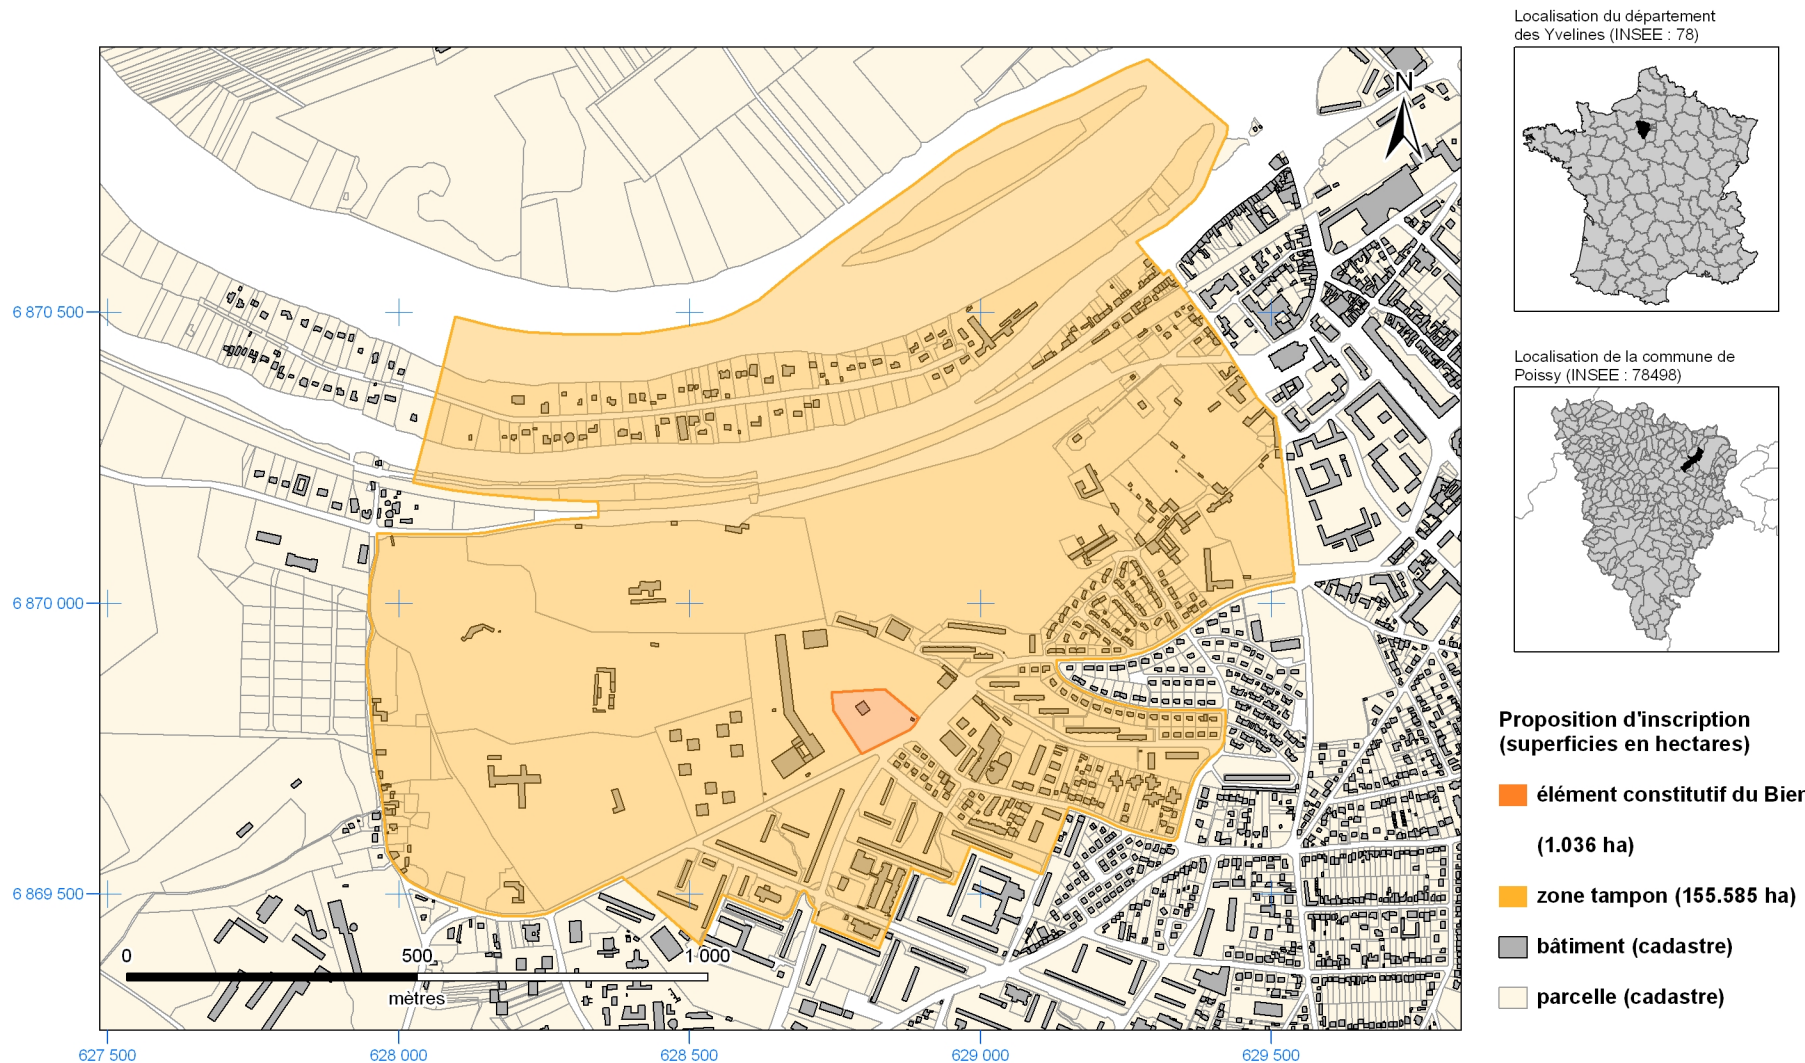 Localisation du département
des Yvelines (INSEE : 78)
N
6 870 500
Localisation de la commune de
Poissy (INSEE : 78498)
6 870 000
Proposition d'inscription
(superficies en hectares)
élément constitutif du Bien
(1.036 ha)
6 869 500
zone tampon (155.585 ha)
bâtiment (cadastre)
0 500 1 000
mètres
parcelle (cadastre)
627 500 628 000 628 500 629 000 629 500